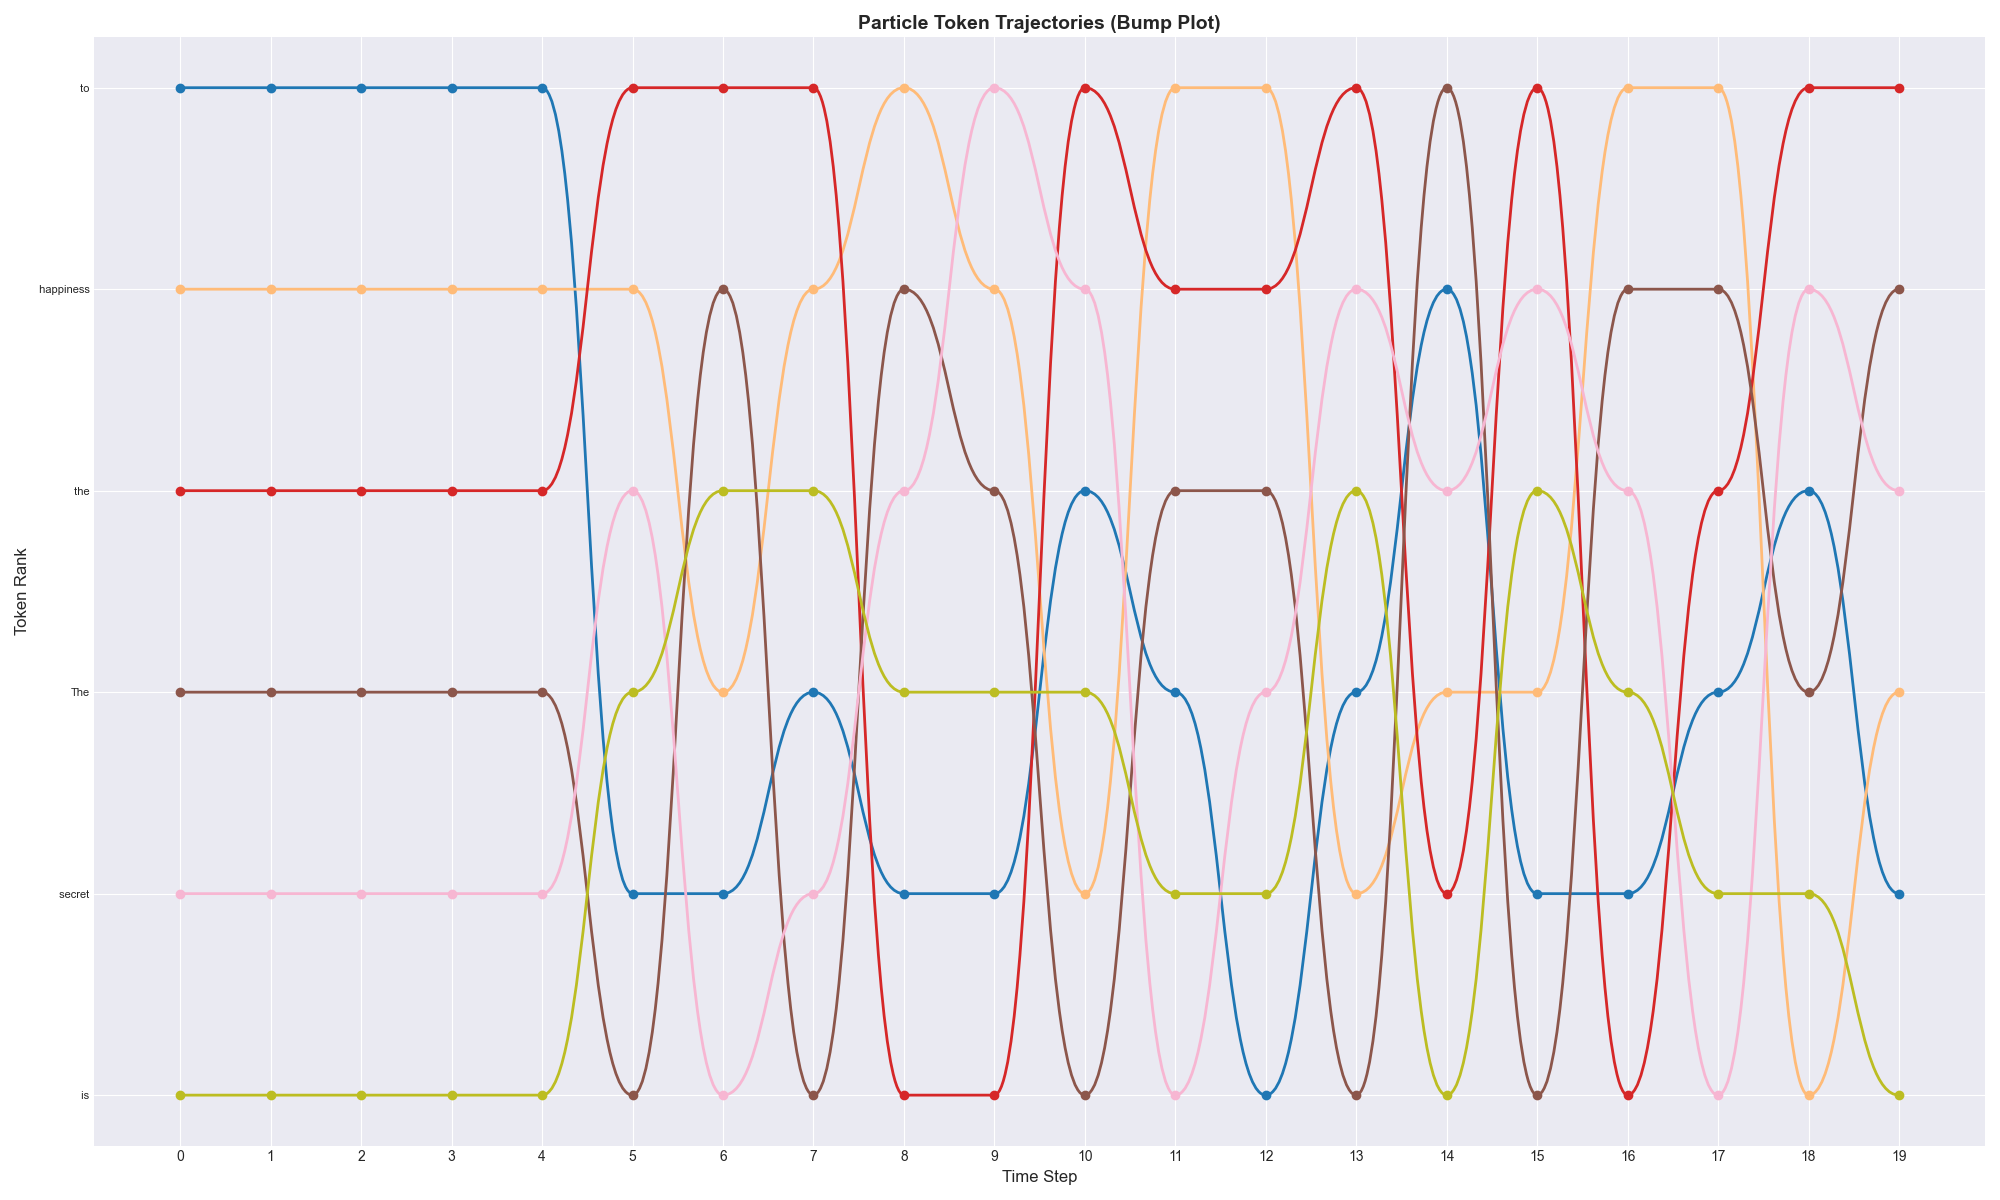 Particle Token Trajectories (Bump Plot)
Token Rank
to
happiness
the
The
secret
is
0 1 2 3 4 5 6 7 8 9 10 11 12 13 14 15 16 17 18 19
Time Step